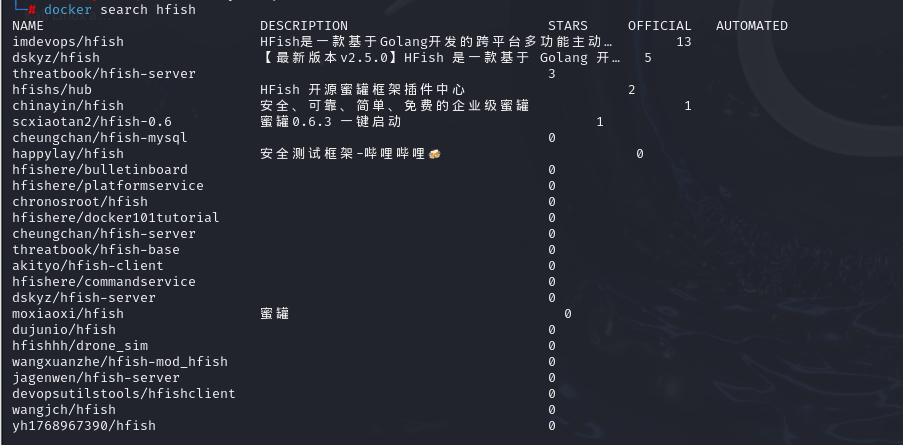 └─# docker search hfish
NAME DESCRIPTION STARS OFFICIAL AUTOMATED
imdevops/hfish HFish是一款基于Golang开发的跨平台多功能主动… 13
dskyz/hfish 【最新版本v2.5.0】HFish 是一款基于 Golang 开… 5
threatbook/hfish-server 3
hfishs/hub HFish 开源蜜罐框架插件中心 2
chinayin/hfish 安全、可靠、简单、免费的企业级蜜罐 1
scxiaotan2/hfish-0.6 蜜罐0.6.3 一键启动 1
cheungchan/hfish-mysql 0
happylay/hfish 安全测试框架-哔哩哔哩🍻 0
hfishere/bulletinboard 0
hfishere/platformservice 0
chronosroot/hfish 0
hfishere/docker101tutorial 0
cheungchan/hfish-server 0
threatbook/hfish-base 0
akityo/hfish-client 0
hfishere/commandservice 0
dskyz/hfish-server 0
moxiaoxi/hfish 蜜罐 0
dujunio/hfish 0
hfishhh/drone_sim 0
wangxuanzhe/hfish-mod_hfish 0
jagenwen/hfish-server 0
devopsutilstools/hfishclient 0
wangjch/hfish 0
yh1768967390/hfish 0